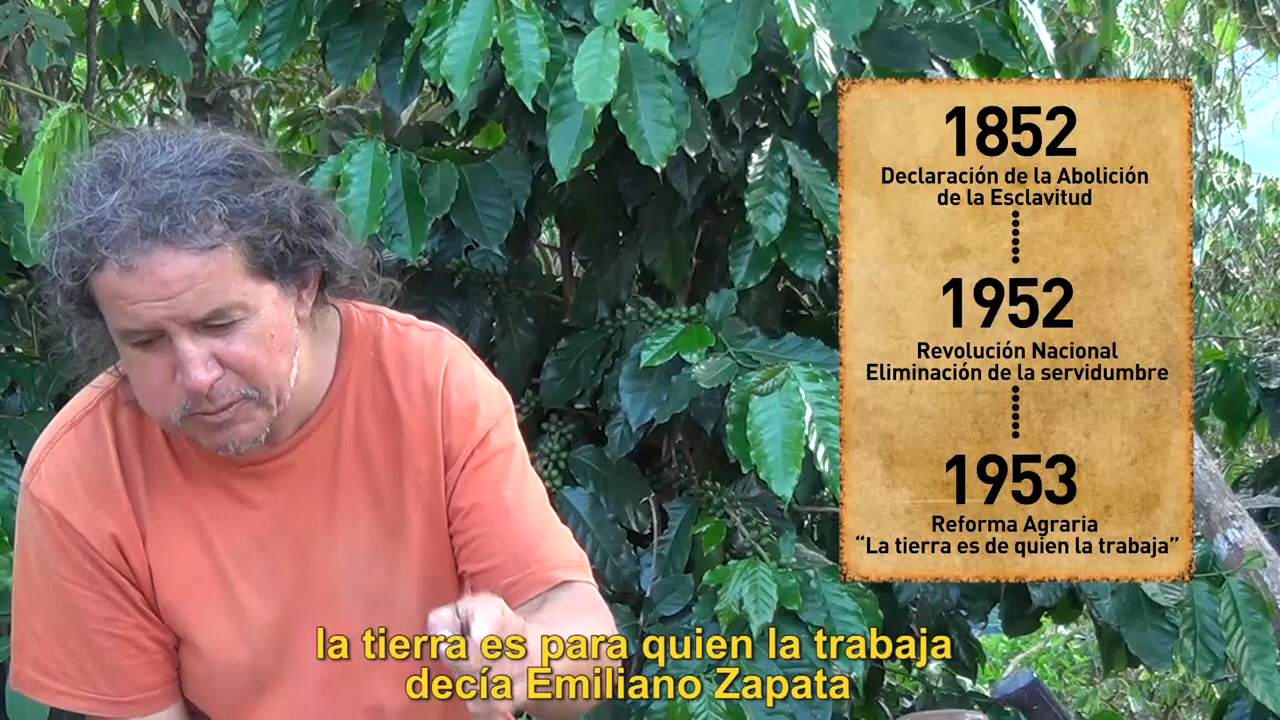 1852
Declaración de la Abolición
de la Esclavitud
1952
Revolución Nacional
Eliminación de la servidumbre
1953
Reforma Agraria
“La tierra es de quien la trabaja”
la tierra es para quien la trabaja
decía Emiliano Zapata